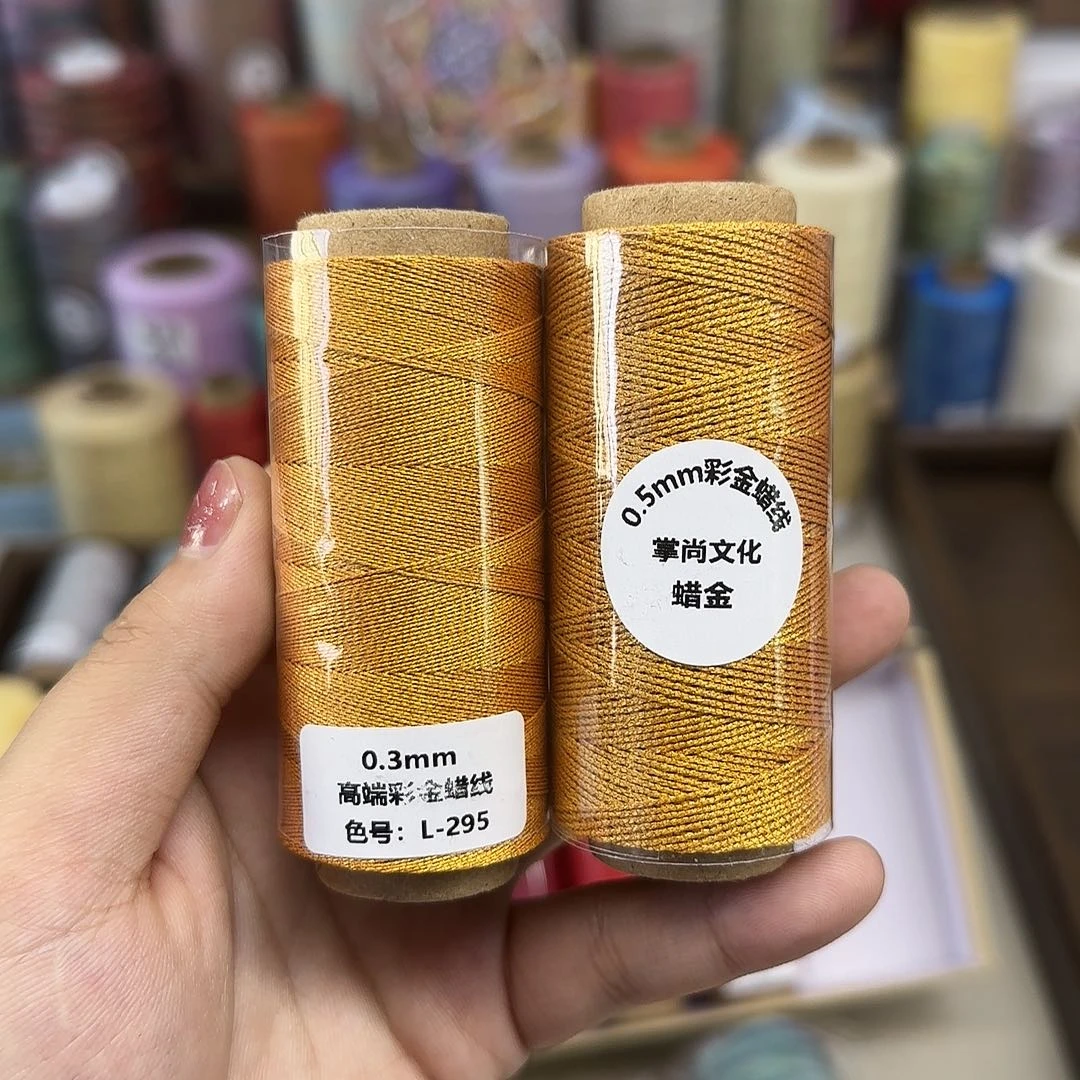 0.3mm
高端彩金蜡线
色号：L-295
0.5mm彩金蜡线
掌尚文化
蜡金